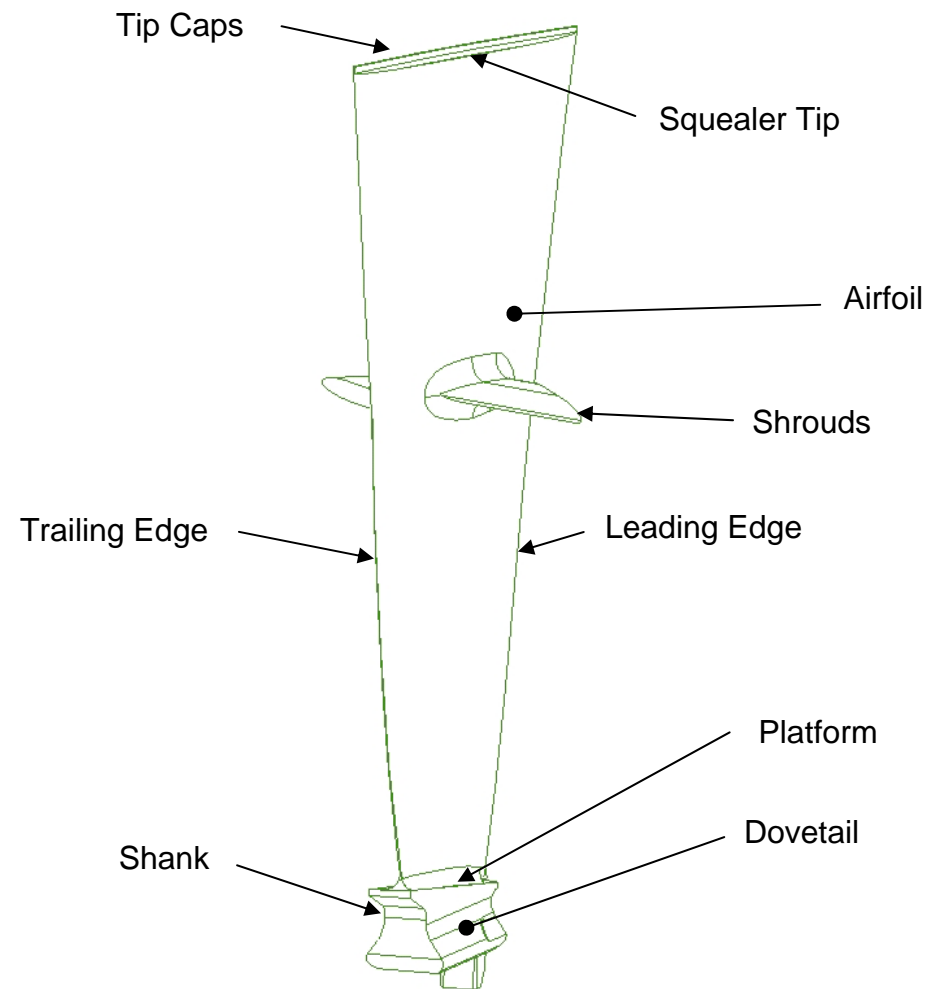 Tip Caps
Squealer Tip
Airfoil
Shrouds
Trailing Edge
Leading Edge
Platform
Dovetail
Shank